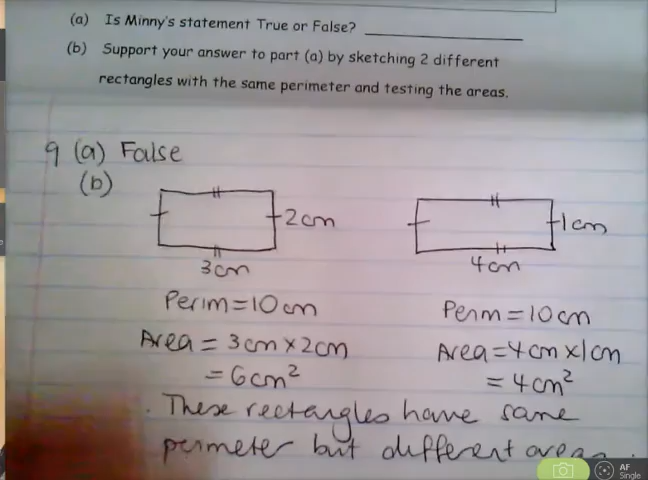 (a) Is Minny's statement True or False?
(b) Support your answer to part (a) by sketching 2 different
rectangles with the same perimeter and testing the areas.
9 (a) False
(b)
2cm
1cm
3cm
4cm
Perim=10cm
Perim=10cm
Area = 3cm×2cm
Area=4cm×1cm
=6cm²
=4cm²
These rectangles have same
perimeter but different areas.
AF
Single